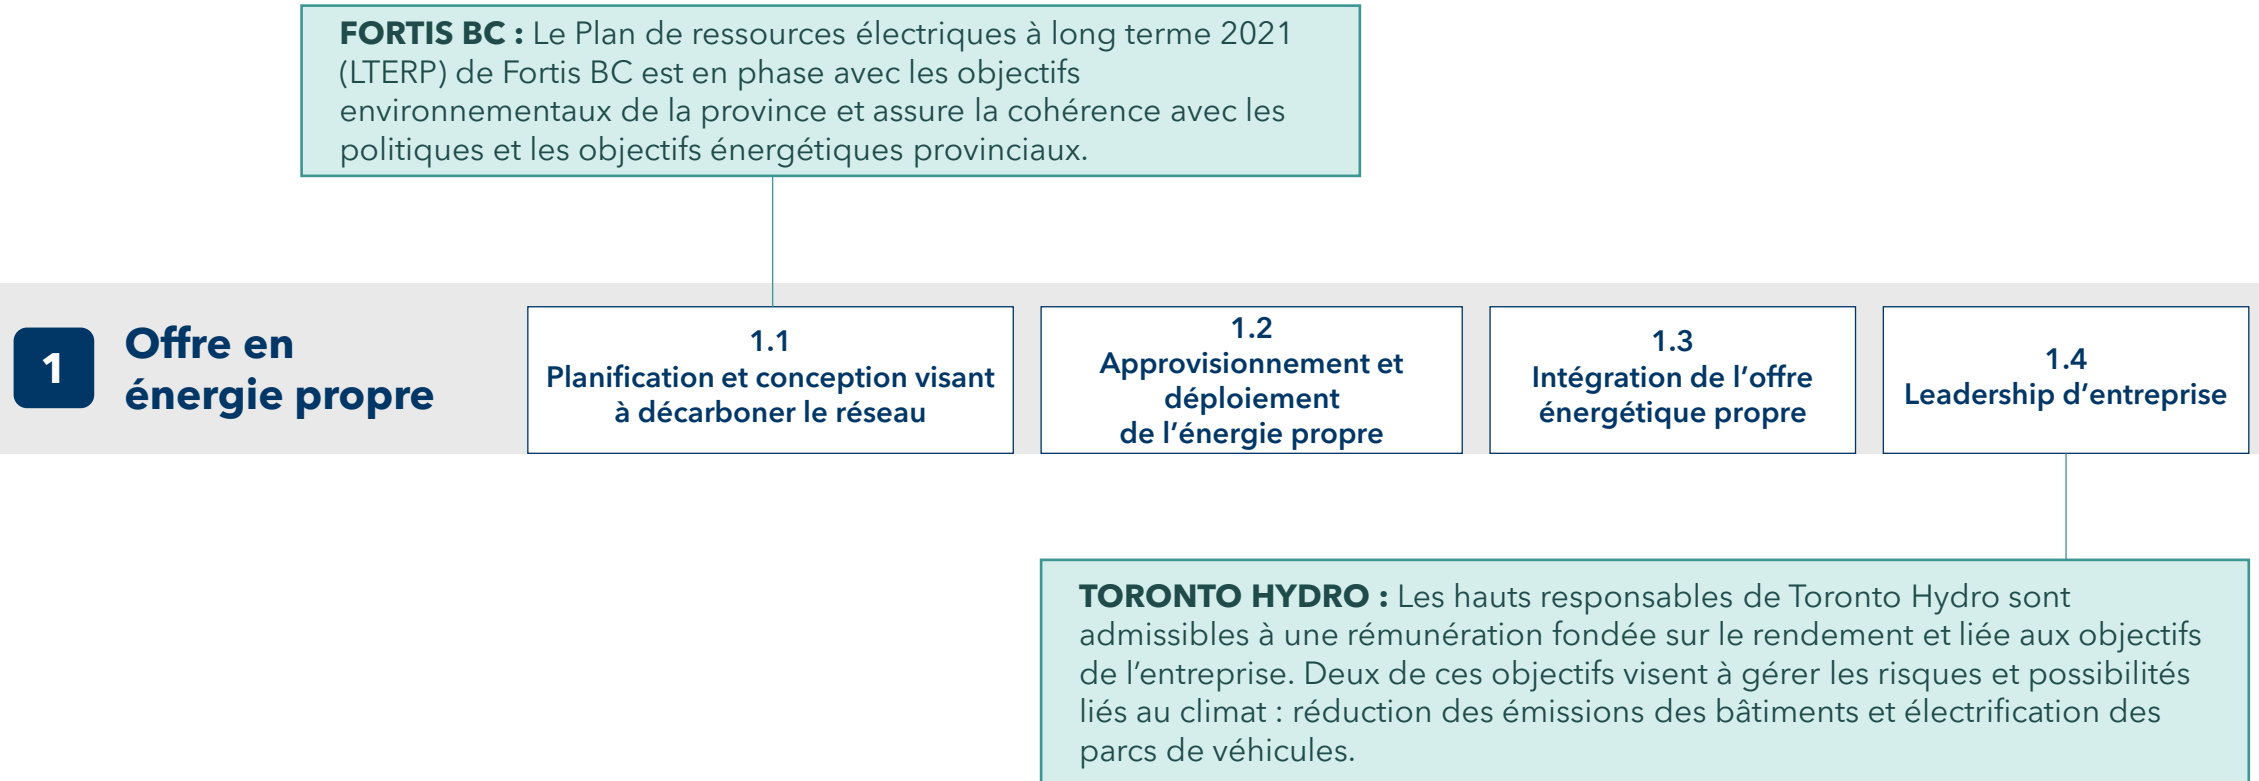 FORTIS BC : Le Plan de ressources électriques à long terme 2021
(LTERP) de Fortis BC est en phase avec les objectifs
environnementaux de la province et assure la cohérence avec les
politiques et les objectifs énergétiques provinciaux.
1
Offre en
énergie propre
1.1
Planification et conception visant
à décarboner le réseau
1.2
Approvisionnement et
déploiement
de l’énergie propre
1.3
Intégration de l’offre
énergétique propre
1.4
Leadership d’entreprise
TORONTO HYDRO : Les hauts responsables de Toronto Hydro sont
admissibles à une rémunération fondée sur le rendement et liée aux objectifs
de l’entreprise. Deux de ces objectifs visent à gérer les risques et possibilités
liés au climat : réduction des émissions des bâtiments et électrification des
parcs de véhicules.